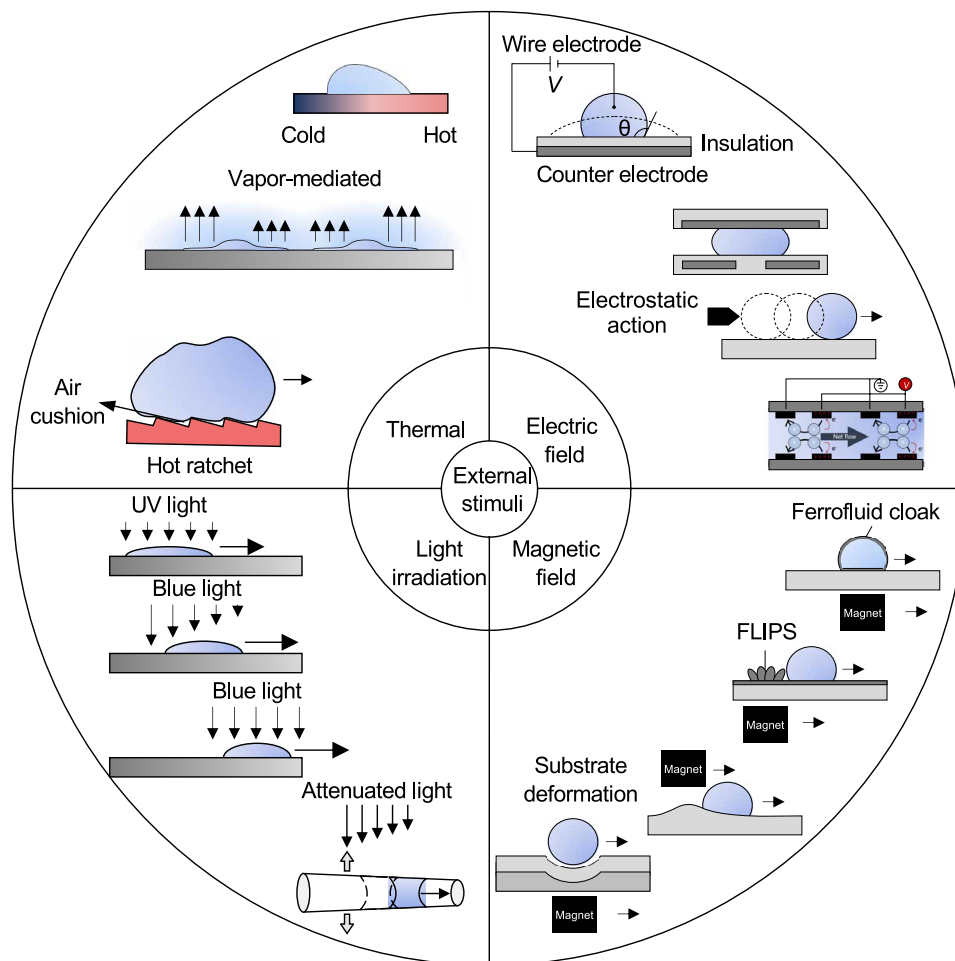 Wire electrode
V
θ
Insulation
Counter electrode
Cold
Hot
Vapor-mediated
Electrostatic
action
Air
cushion
Hot ratchet
V
e-
e-
Net flow
e-
e-
Thermal
Electric
field
External
stimuli
Light
irradiation
Magnetic
field
UV light
Blue light
Blue light
Attenuated light
Ferrofluid cloak
Magnet
FLIPS
Magnet
Magnet
Substrate
deformation
Magnet